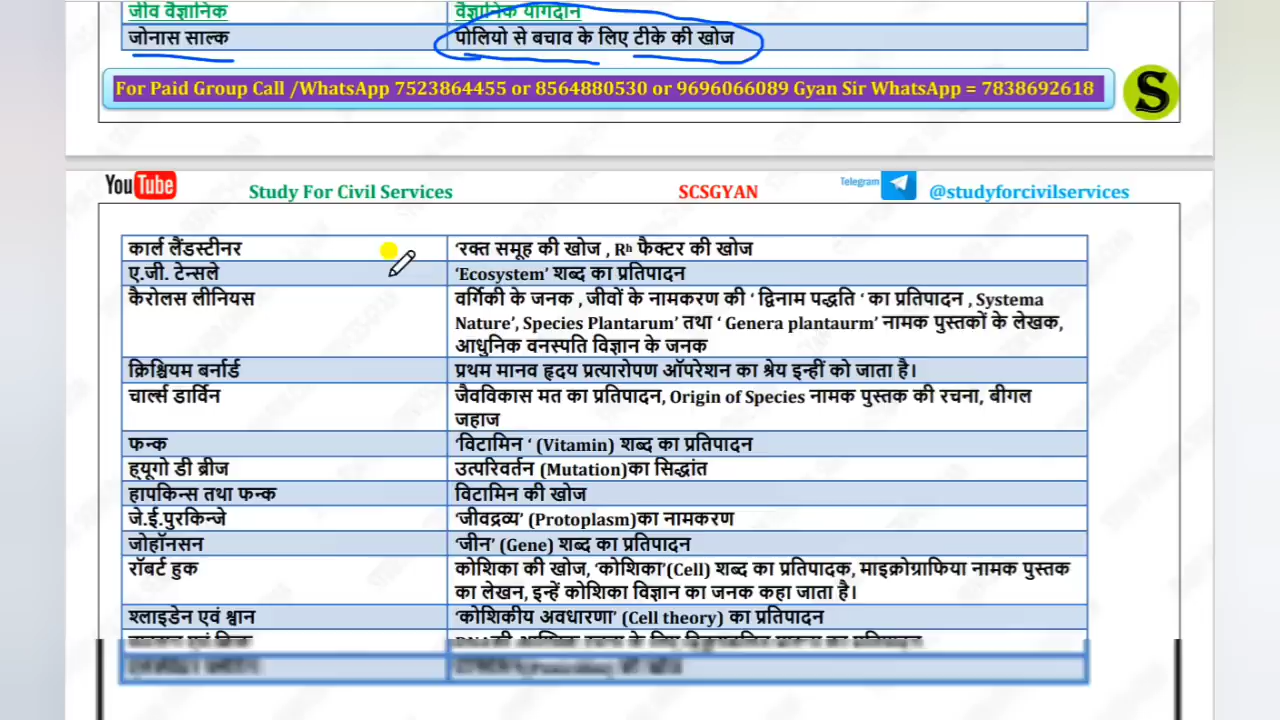 जीव वैज्ञानिक वैज्ञानिक योगदान
जोनास साल्क पोलियो से बचाव के लिए टीके की खोज
For Paid Group Call /WhatsApp 7523864455 or 8564880530 or 9696066089 Gyan Sir WhatsApp = 7838692618
S
YouTube Study For Civil Services SCSGYAN Telegram @studyforcivilservices
कार्ल लैंडस्टीनर ‘रक्त समूह की खोज , Rʰ फैक्टर की खोज
ए.जी. टेन्सले ‘Ecosystem’ शब्द का प्रतिपादन
कैरोलस लीनियस वर्गिकी के जनक , जीवों के नामकरण की ‘ द्विनाम पद्धति ‘ का प्रतिपादन , Systema
Nature’, Species Plantarum’ तथा ‘ Genera plantaurm’ नामक पुस्तकों के लेखक,
आधुनिक वनस्पति विज्ञान के जनक
क्रिश्चियम बर्नार्ड प्रथम मानव हृदय प्रत्यारोपण ऑपरेशन का श्रेय इन्हीं को जाता है।
चार्ल्स डार्विन जैवविकास मत का प्रतिपादन, Origin of Species नामक पुस्तक की रचना, बीगल
जहाज
फन्क ‘विटामिन ‘ (Vitamin) शब्द का प्रतिपादन
ह्यूगो डी ब्रीज उत्परिवर्तन (Mutation)का सिद्धांत
हापकिन्स तथा फन्क विटामिन की खोज
जे.ई.पुरकिन्जे ‘जीवद्रव्य’ (Protoplasm)का नामकरण
जोहॉनसन ‘जीन’ (Gene) शब्द का प्रतिपादन
रॉबर्ट हुक कोशिका की खोज, ‘कोशिका’(Cell) शब्द का प्रतिपादक, माइक्रोग्राफिया नामक पुस्तक
का लेखन, इन्हें कोशिका विज्ञान का जनक कहा जाता है।
श्लाइडेन एवं श्वान ‘कोशिकीय अवधारणा’ (Cell theory) का प्रतिपादन